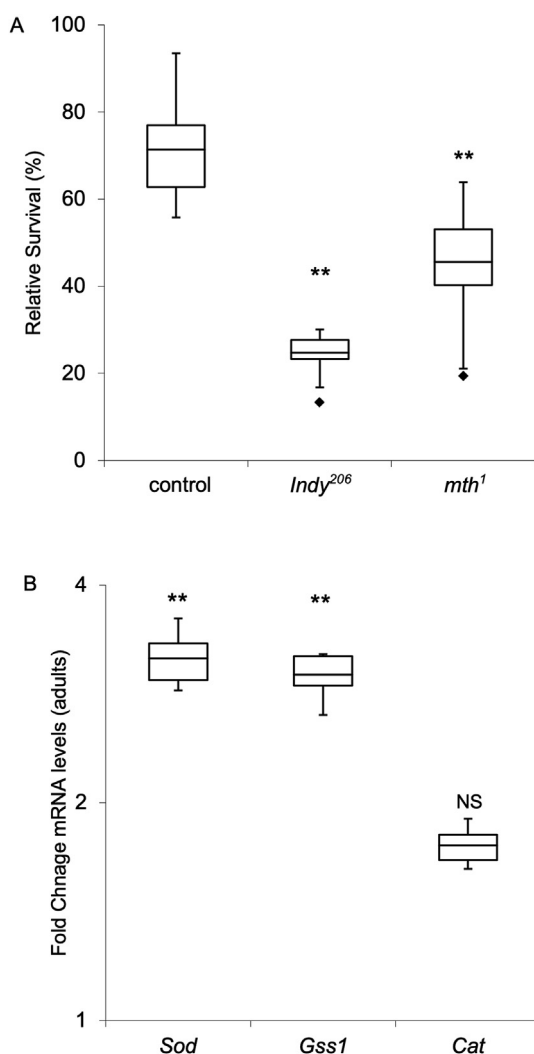 A
100
80
60
40
20
0
Relative Survival (%)
**
**
control
Indy²⁰⁶
mth¹
B
4
2
1
Fold Chnage mRNA levels (adults)
**
**
NS
Sod
Gss1
Cat